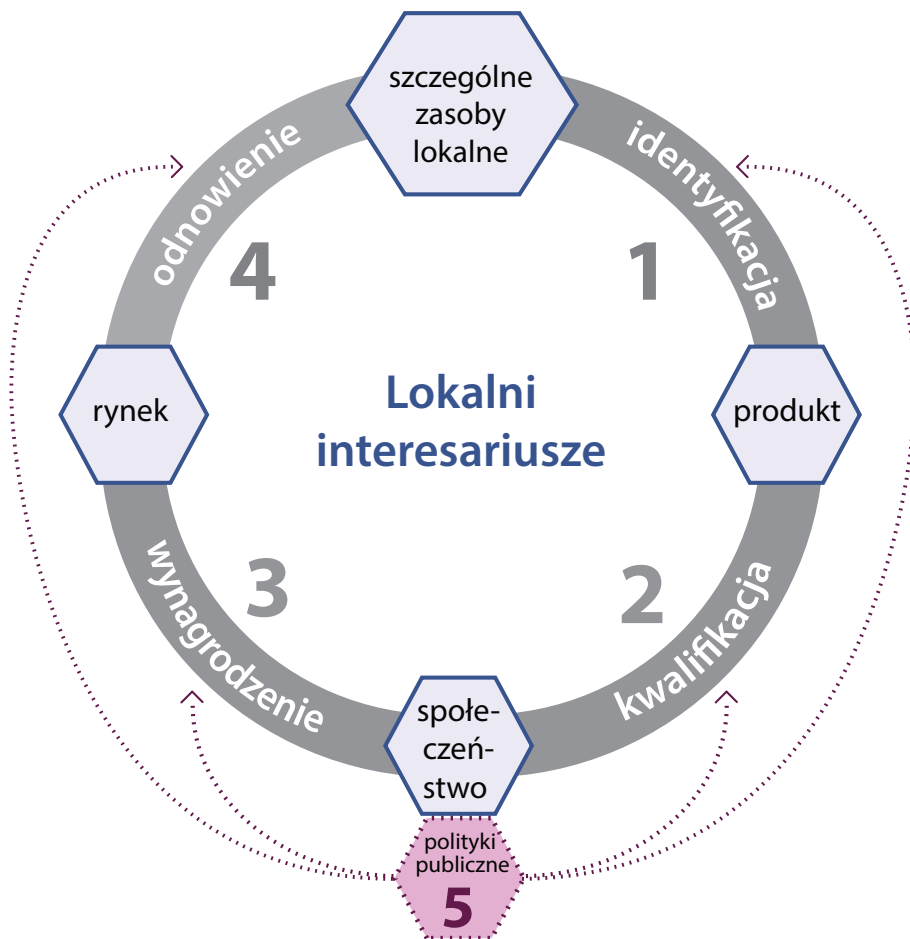 szczególne
zasoby
lokalne
identyfikacja
1
produkt
kwalifikacja
2
społe-
czeń-
stwo
wynagrodzenie
3
rynek
odnowienie
4
Lokalni
interesariusze
polityki
publiczne
5